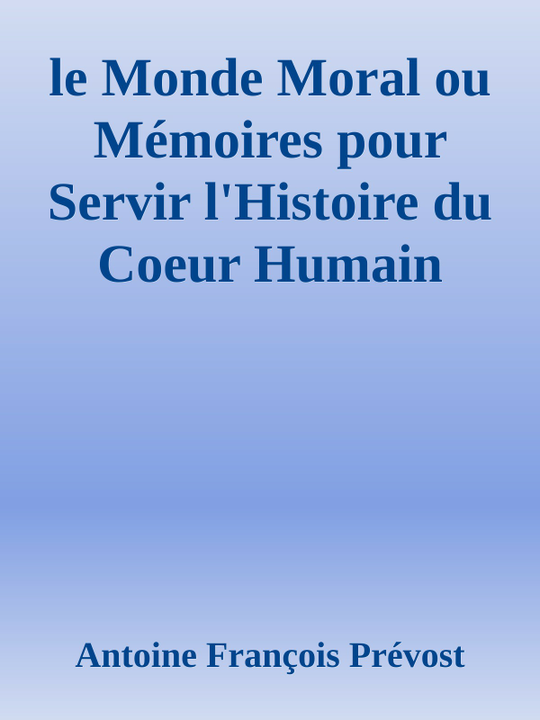 le Monde Moral ou
Mémoires pour
Servir l'Histoire du
Coeur Humain
Antoine François Prévost